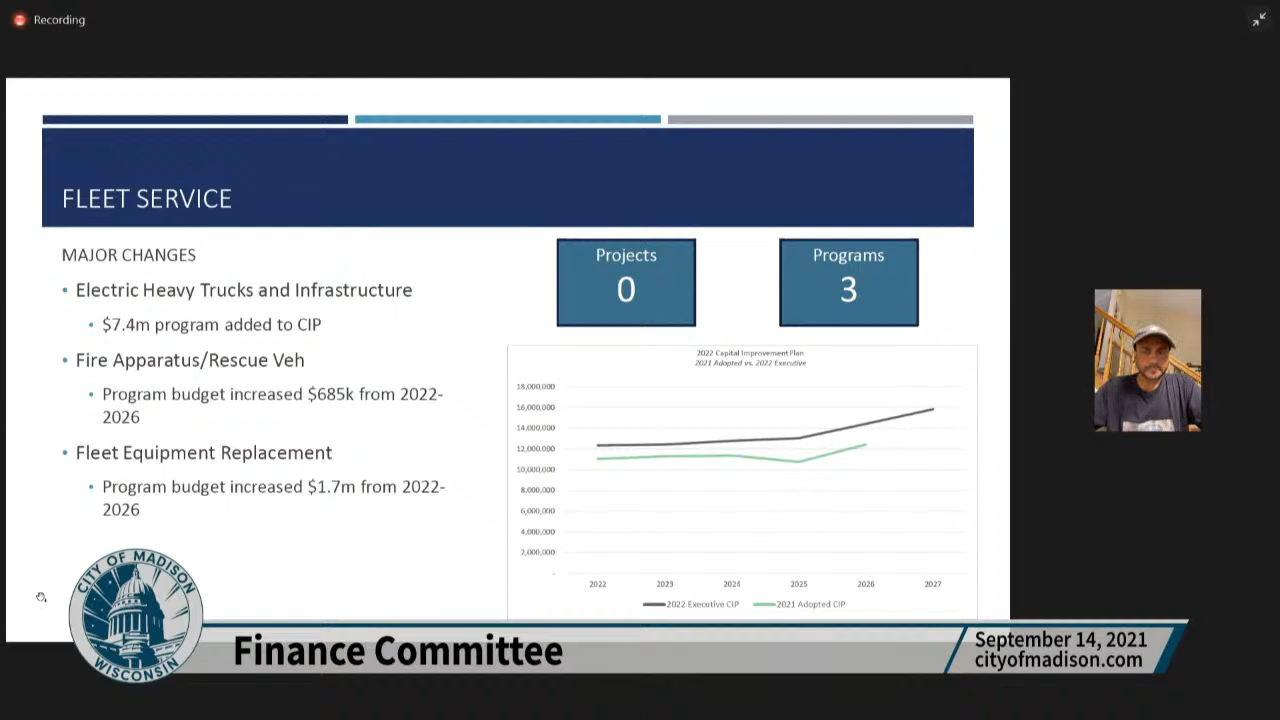 Recording
FLEET SERVICE
MAJOR CHANGES
• Electric Heavy Trucks and Infrastructure
• $7.4m program added to CIP
• Fire Apparatus/Rescue Veh
• Program budget increased $685k from 2022-
2026
• Fleet Equipment Replacement
• Program budget increased $1.7m from 2022-
2026
Projects
0
Programs
3
2022 Capital Improvement Plan
2021 Adopted vs. 2022 Executive
18,000,000
16,000,000
14,000,000
12,000,000
10,000,000
8,000,000
6,000,000
4,000,000
2,000,000
-
2022 2023 2024 2025 2026 2027
2022 Executive CIP 2021 Adopted CIP
CITY OF MADISON
WISCONSIN
Finance Committee
September 14, 2021
cityofmadison.com